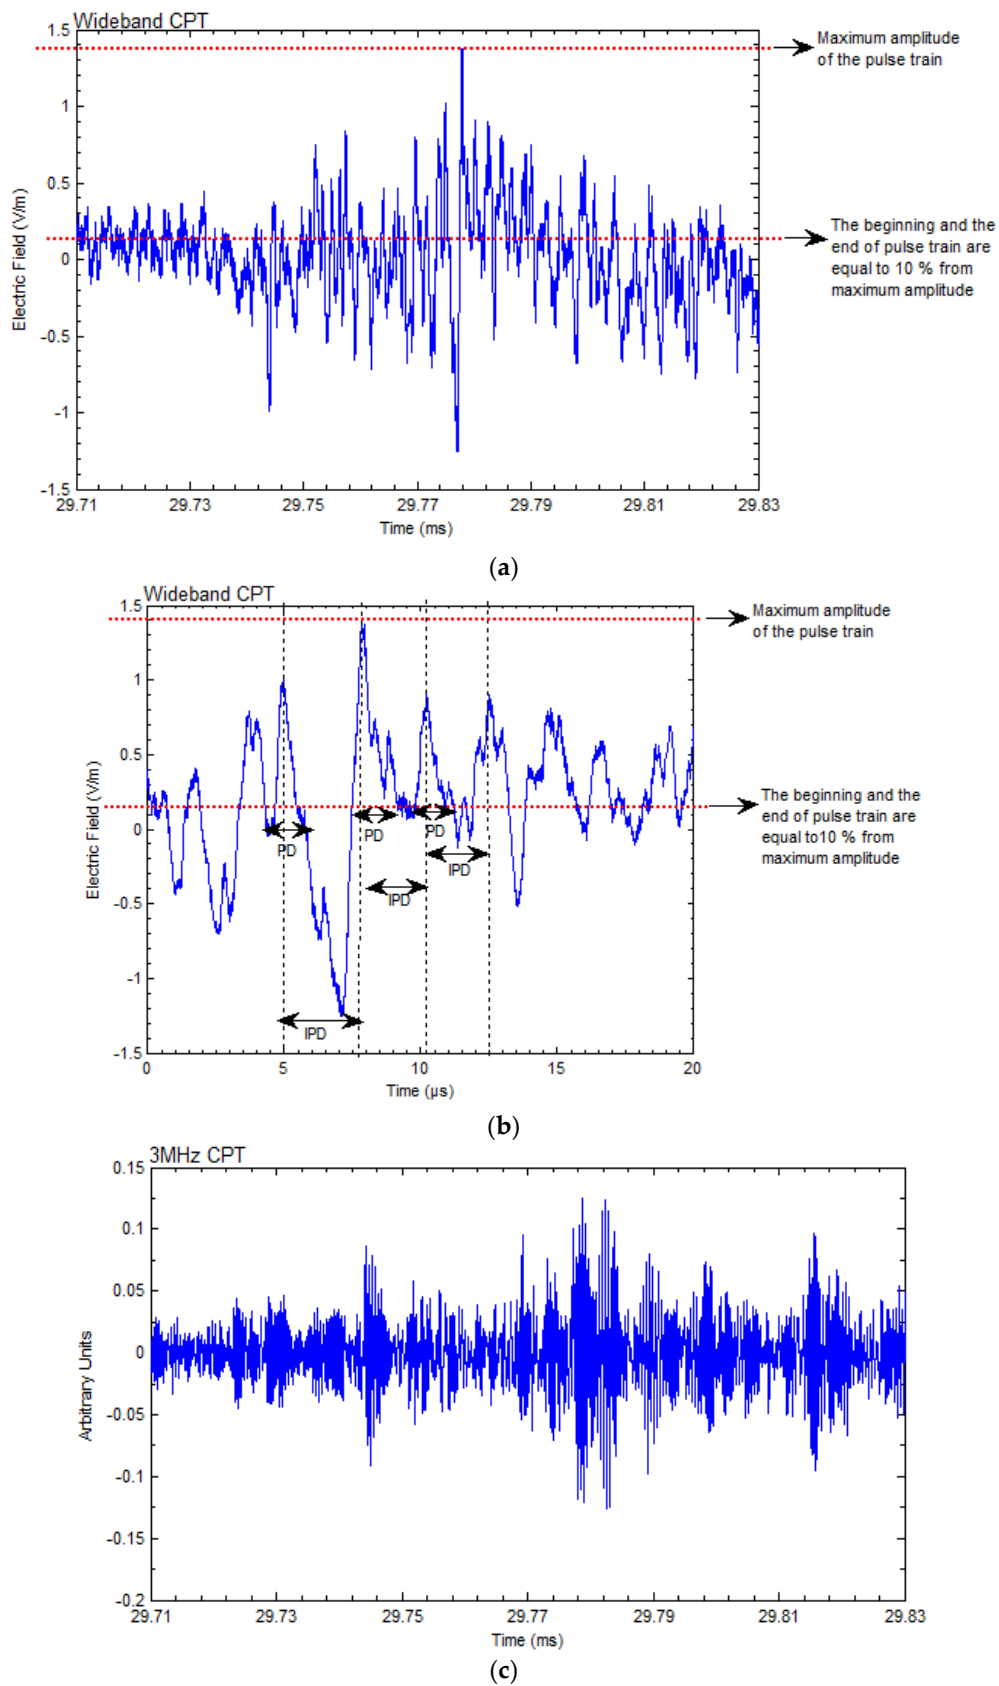 Wideband CPT
1.5
1
0.5
0
-0.5
-1
-1.5
Electric Field (V/m)
29.71 29.73 29.75 29.77 29.79 29.81 29.83
Time (ms)
Maximum amplitude
of the pulse train
The beginning and the
end of pulse train are
equal to 10 % from
maximum amplitude
(a)
Wideband CPT
1.5
1
0.5
0
-0.5
-1
-1.5
Electric Field (V/m)
PD
PD
PD
IPD
IPD
IPD
0 5 10 15 20
Time (µs)
Maximum amplitude
of the pulse train
The beginning and the
end of pulse train are
equal to10 % from
maximum amplitude
(b)
3MHz CPT
0.15
0.1
0.05
0
-0.05
-0.1
-0.15
-0.2
Arbitrary Units
29.71 29.73 29.75 29.77 29.79 29.81 29.83
Time (ms)
(c)